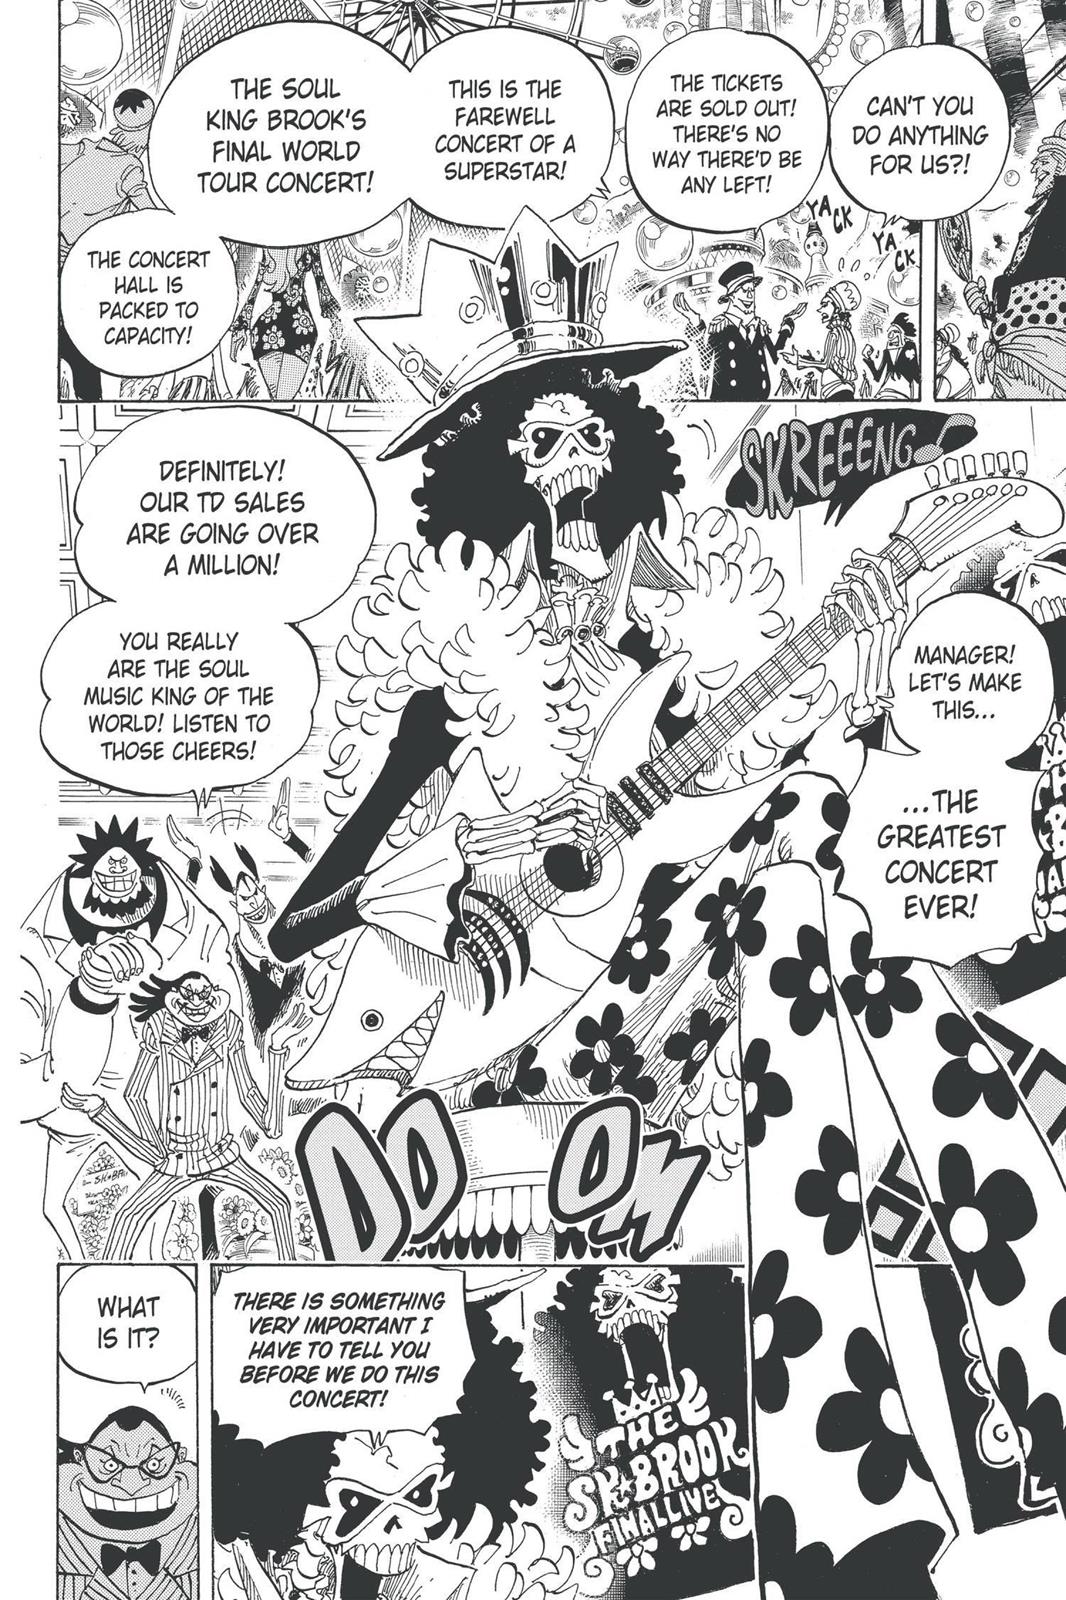 CAN'T YOU
DO ANYTHING
FOR US?!
THE TICKETS
ARE SOLD OUT!
THERE'S NO
WAY THERE'D BE
ANY LEFT!
YACK
YACK
THIS IS THE
FAREWELL
CONCERT OF A
SUPERSTAR!
THE SOUL
KING BROOK'S
FINAL WORLD
TOUR CONCERT!
THE CONCERT
HALL IS
PACKED TO
CAPACITY!
SKREEENG!
MANAGER!
LET'S MAKE
THIS...
...THE
GREATEST
CONCERT
EVER!
DEFINITELY!
OUR TD SALES
ARE GOING OVER
A MILLION!
YOU REALLY
ARE THE SOUL
MUSIC KING OF THE
WORLD! LISTEN TO
THOSE CHEERS!
DOOM
THERE IS SOMETHING
VERY IMPORTANT I
HAVE TO TELL YOU
BEFORE WE DO THIS
CONCERT!
THE
SK★BROOK
FINAL LIVE
WHAT
IS IT?